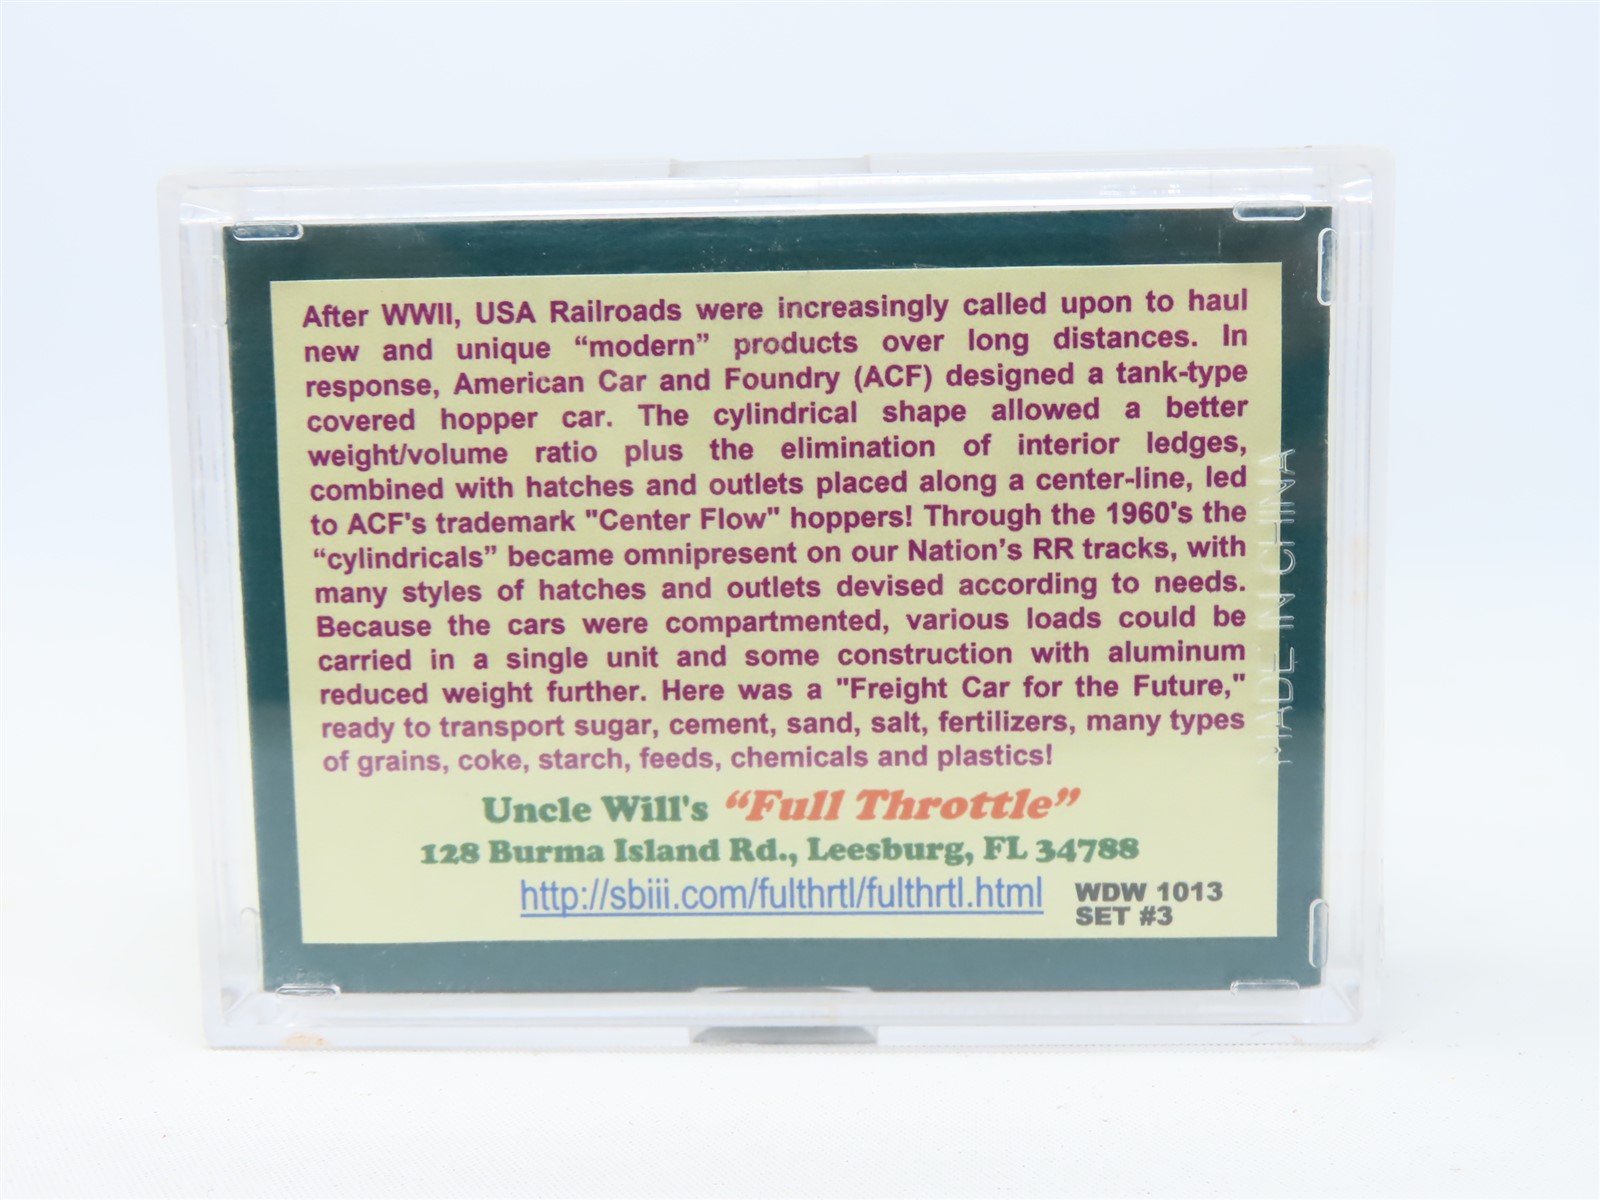 After WWII, USA Railroads were increasingly called upon to haul
new and unique “modern” products over long distances. In
response, American Car and Foundry (ACF) designed a tank-type
covered hopper car. The cylindrical shape allowed a better
weight/volume ratio plus the elimination of interior ledges,
combined with hatches and outlets placed along a center-line, led
to ACF's trademark "Center Flow" hoppers! Through the 1960's the
“cylindricals” became omnipresent on our Nation’s RR tracks, with
many styles of hatches and outlets devised according to needs.
Because the cars were compartmented, various loads could be
carried in a single unit and some construction with aluminum
reduced weight further. Here was a "Freight Car for the Future,"
ready to transport sugar, cement, sand, salt, fertilizers, many types
of grains, coke, starch, feeds, chemicals and plastics!
Uncle Will's “Full Throttle”
128 Burma Island Rd., Leesburg, FL 34788
http://sbiii.com/fulthrtl/fulthrtl.html
WDW 1013
SET #3
MADE IN CHINA